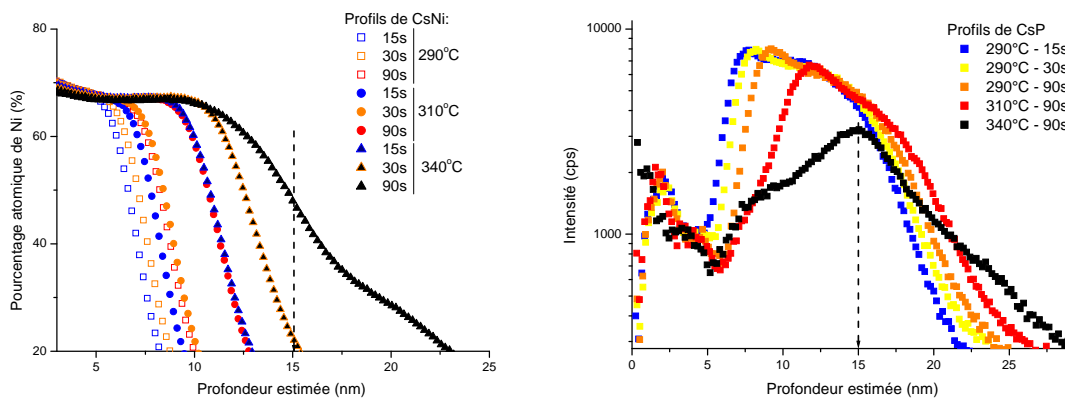 Profils de CsNi:
15s
30s
90s
290°C
15s
30s
90s
310°C
15s
30s
90s
340°C
80
60
40
20
5
10
15
20
25
Pourcentage atomique de Ni (%)
Profondeur estimée (nm)
Profils de CsP
290°C - 15s
290°C - 30s
290°C - 90s
310°C - 90s
340°C - 90s
10000
1000
0
5
10
15
20
25
Intensité (cps)
Profondeur estimée (nm)